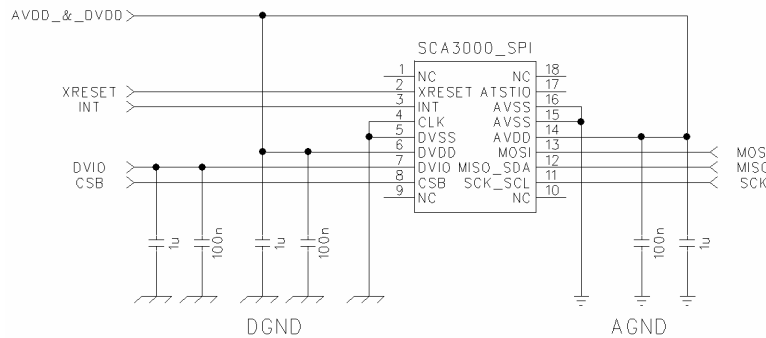 AVDD_&_DVDD
SCA3000_SPI
1 NC NC 18
XRESET 2 XRESET ATSTIO 17
INT 3 INT AVSS 16
4 CLK AVSS 15
5 DVSS AVDD 14
6 DVDD MOSI 13 MOSI
DVIO 7 DVIO MISO_SDA 12 MISO
CSB 8 CSB SCK_SCL 11 SCK
9 NC NC 10
1u 100n 1u 100n 100n 1u
DGND AGND